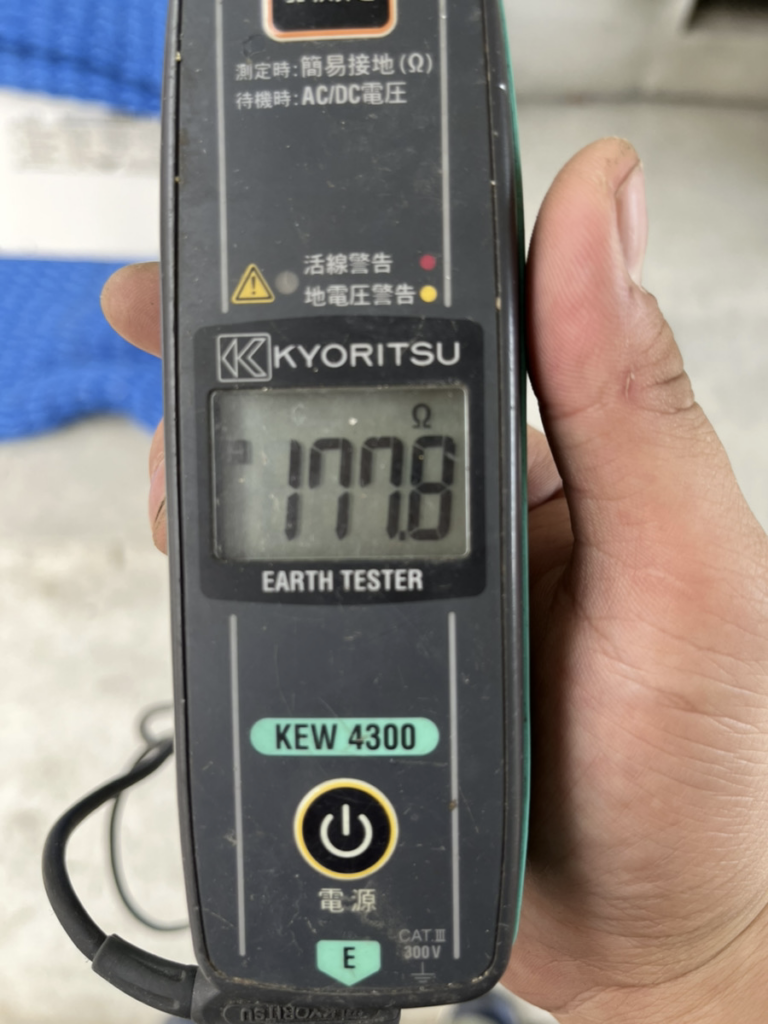 測定時:簡易接地(Ω)
待機時:AC/DC電圧
活線警告
地電圧警告
KYORITSU
Ω
177.8
EARTH TESTER
KEW 4300
電源
E
CAT.Ⅲ
300V
KYORITSU